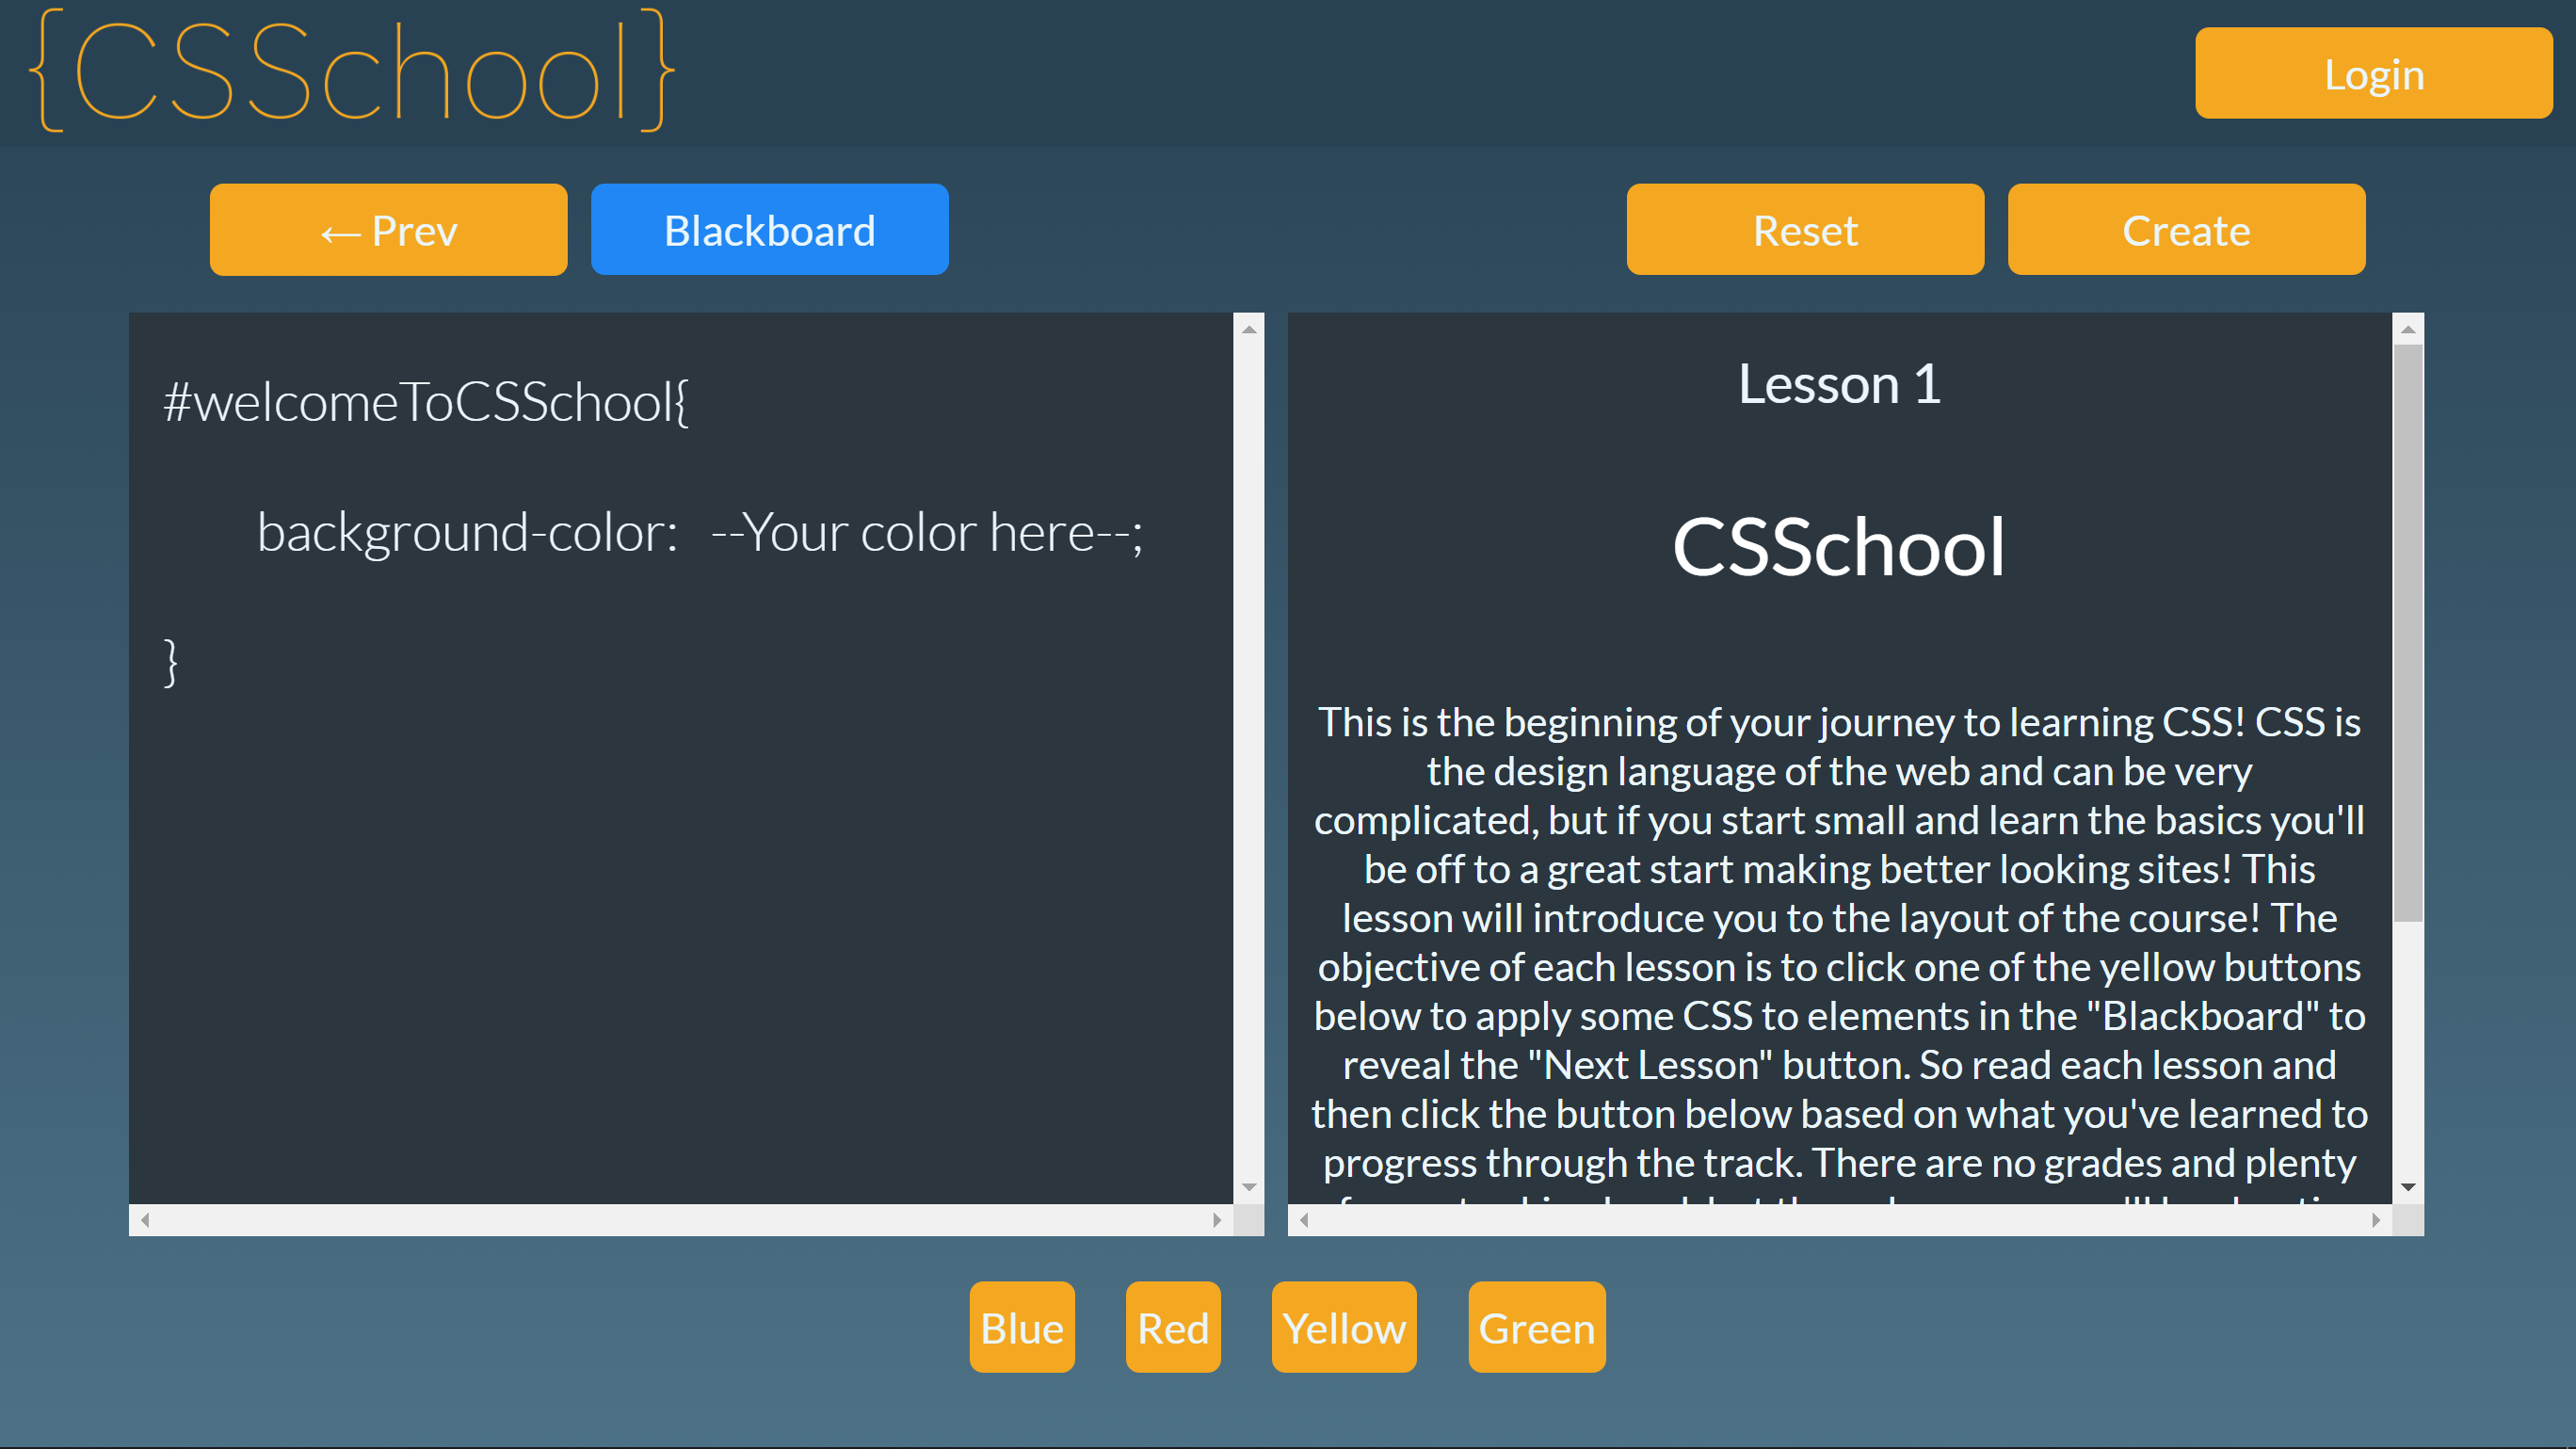 {CSSchool}
Login
← Prev
Blackboard
Reset
Create
#welcomeToCSSchool{
background-color: --Your color here--;
}
Lesson 1
CSSchool
This is the beginning of your journey to learning CSS! CSS is
the design language of the web and can be very
complicated, but if you start small and learn the basics you'll
be off to a great start making better looking sites! This
lesson will introduce you to the layout of the course! The
objective of each lesson is to click one of the yellow buttons
below to apply some CSS to elements in the "Blackboard" to
reveal the "Next Lesson" button. So read each lesson and
then click the button below based on what you've learned to
progress through the track. There are no grades and plenty
Blue
Red
Yellow
Green